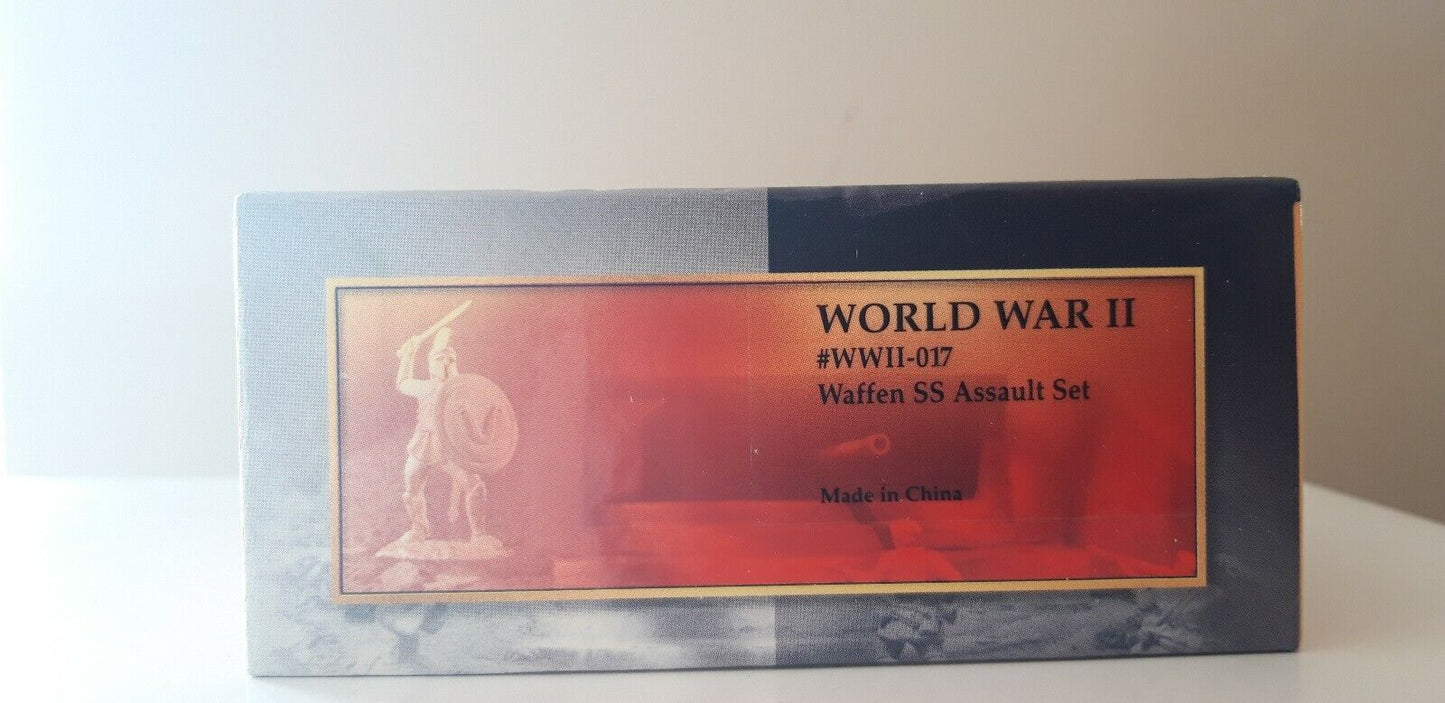 WORLD WAR II
#WWII-017
Waffen SS Assault Set
Made in China